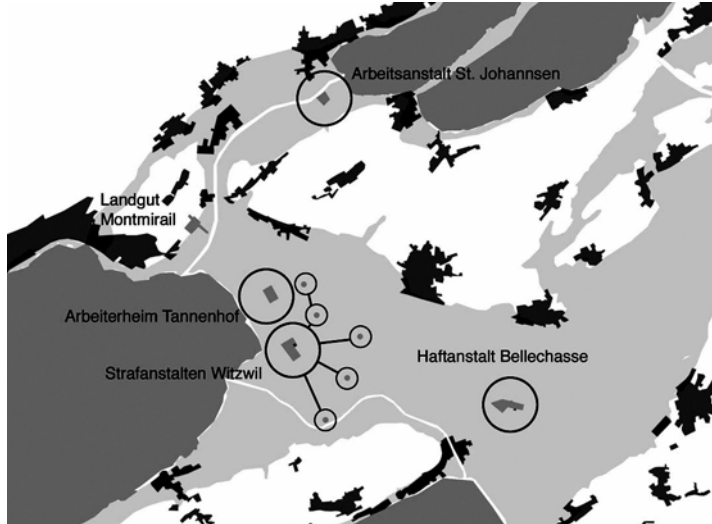 Arbeitsanstalt St. Johannsen
Landgut
Montmirail
Arbeiterheim Tannenhof
Strafanstalten Witzwil
Haftanstalt Bellechasse